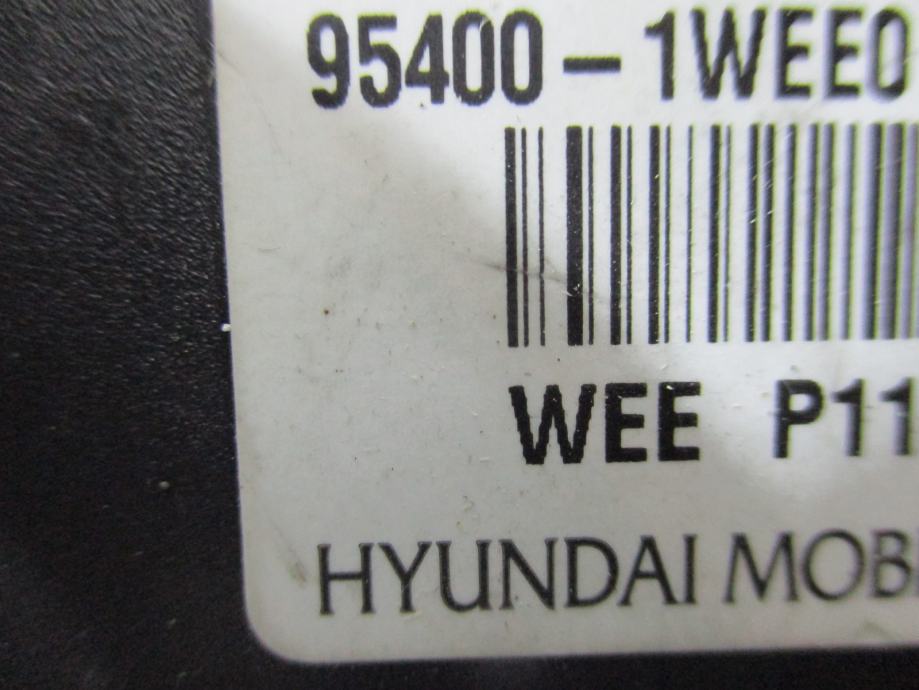 95400-1WEE0
WEE P11
HYUNDAI MOB